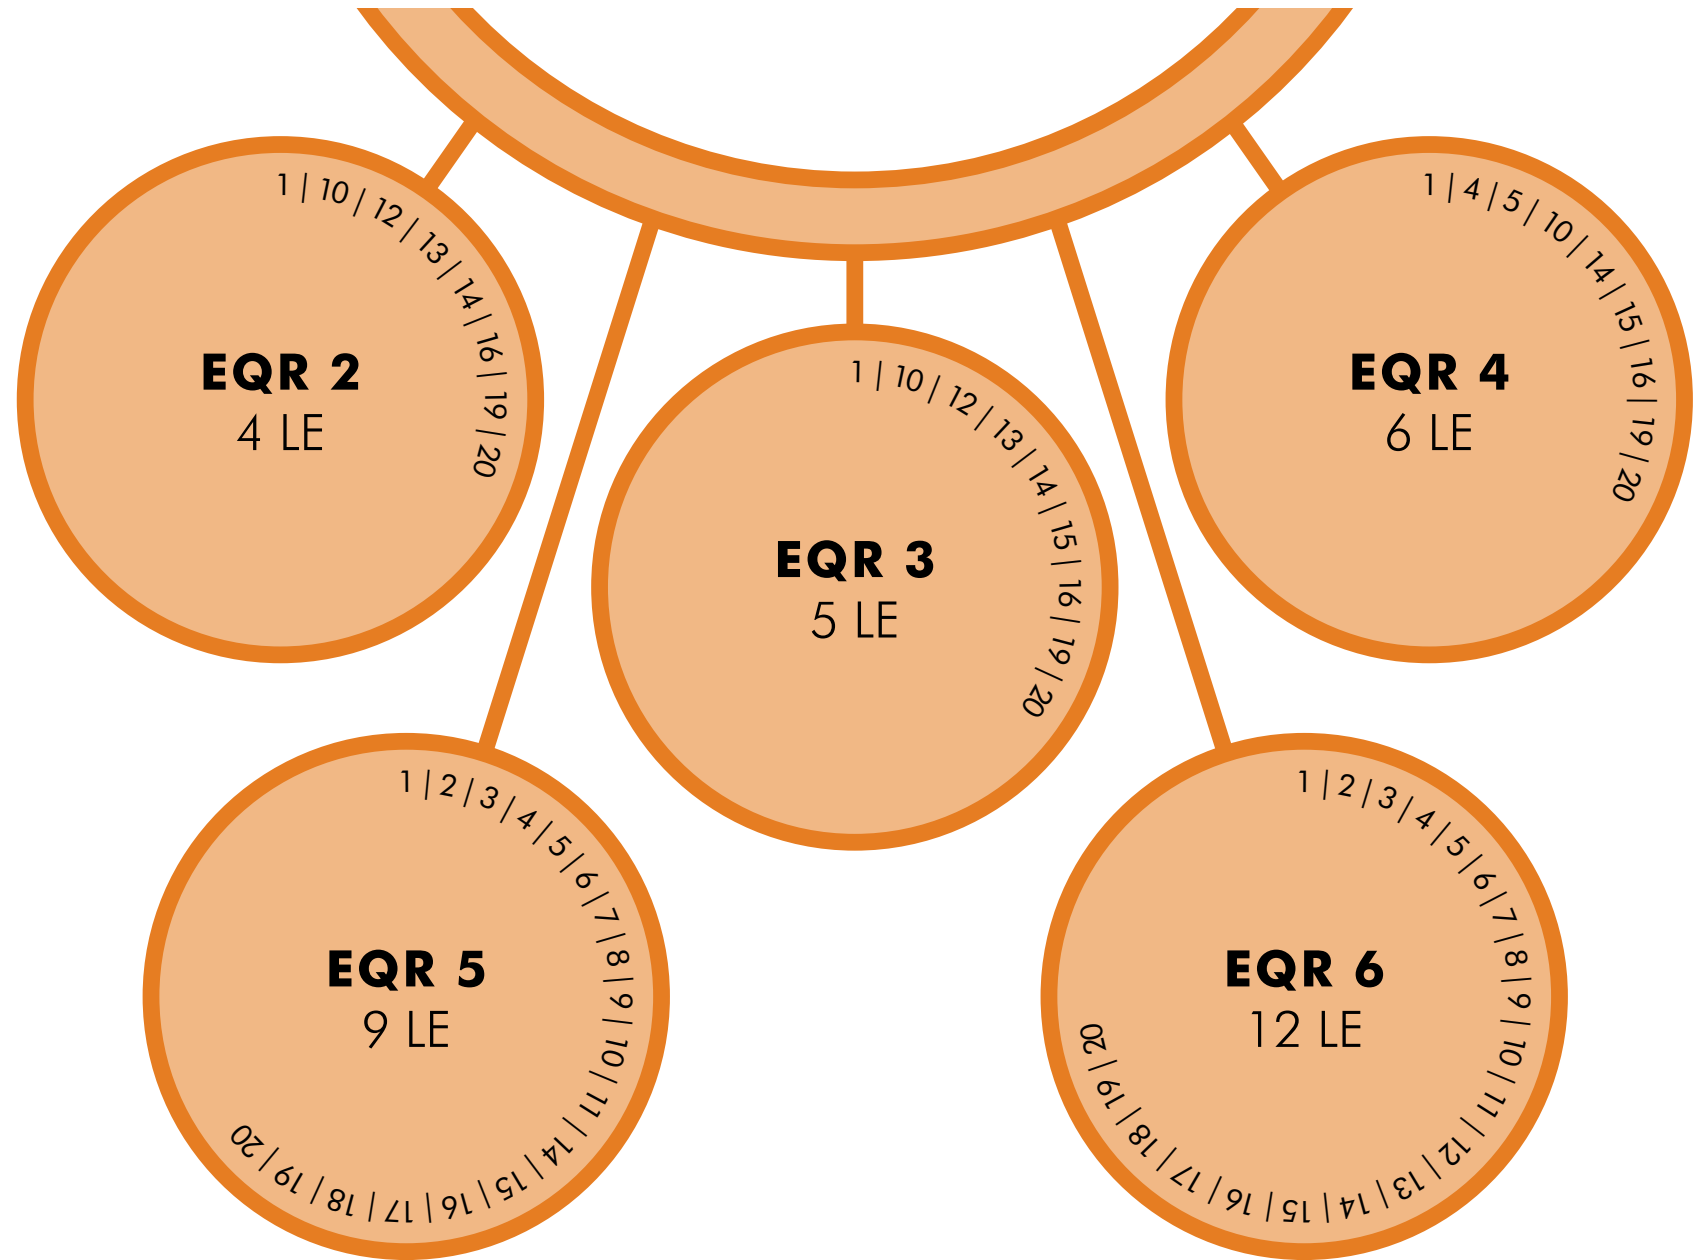 1 | 10 | 12 | 13 | 14 | 16 | 19 | 20
EQR 2
4 LE
1 | 10 | 12 | 13 | 14 | 15 | 16 | 19 | 20
EQR 3
5 LE
1 | 4 | 5 | 10 | 14 | 15 | 16 | 19 | 20
EQR 4
6 LE
1 | 2 | 3 | 4 | 5 | 6 | 7 | 8 | 9 | 10 | 11 | 14 | 15 | 16 | 17 | 18 | 19 | 20
EQR 5
9 LE
1 | 2 | 3 | 4 | 5 | 6 | 7 | 8 | 9 | 10 | 11 | 12 | 13 | 14 | 15 | 16 | 17 | 18 | 19 | 20
EQR 6
12 LE